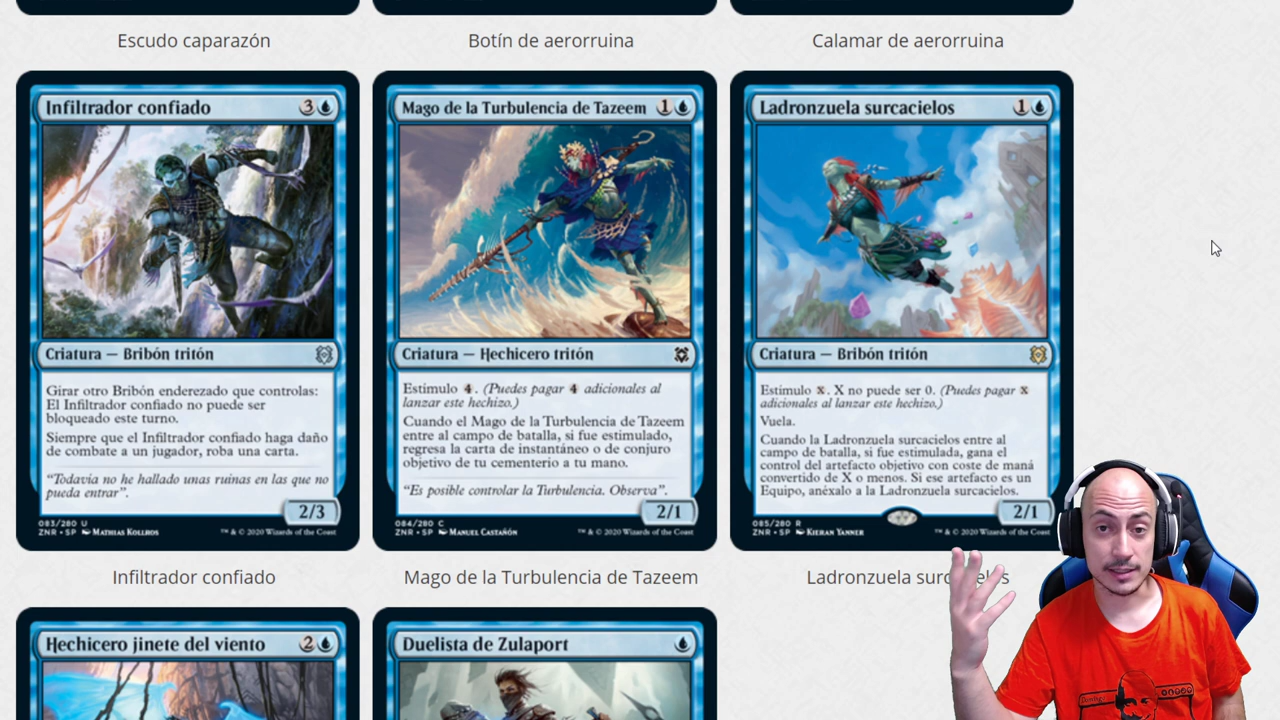 Escudo caparazón
Botín de aerorruina
Calamar de aerorruina
Infiltrador confiado 3
Criatura — Bribón tritón
Girar otro Bribón enderezado que controlas:
El Infiltrador confiado no puede ser
bloqueado este turno.
Siempre que el Infiltrador confiado haga daño
de combate a un jugador, roba una carta.
“Todavía no he hallado unas ruinas en las que no
pueda entrar”.
2/3
083/280 U
ZNR • SP Mathias Kollros
™ & © 2020 Wizards of the Coast
Infiltrador confiado
Mago de la Turbulencia de Tazeem 1
Criatura — Hechicero tritón
Estímulo 4. (Puedes pagar 4 adicionales al
lanzar este hechizo.)
Cuando el Mago de la Turbulencia de Tazeem
entre al campo de batalla, si fue estimulado,
regresa la carta de instantáneo o de conjuro
objetivo de tu cementerio a tu mano.
“Es posible controlar la Turbulencia. Observa”.
2/1
084/280 C
ZNR • SP Manuel Castañón
™ & © 2020 Wizards of the Coast
Mago de la Turbulencia de Tazeem
Ladronzuela surcacielos 1
Criatura — Bribón tritón
Estímulo X. X no puede ser 0. (Puedes pagar X
adicionales al lanzar este hechizo.)
Vuela.
Cuando la Ladronzuela surcacielos entre al
campo de batalla, si fue estimulada, gana el
control del artefacto objetivo con coste de maná
convertido de X o menos. Si ese artefacto es un
Equipo, anéxalo a la Ladronzuela surcacielos.
2/1
085/280 R
ZNR • SP Kieran Yanner
™ & © 2020 Wizards of the Coast
Ladronzuela
Hechicero jinete del viento 2
Duelista de Zulaport